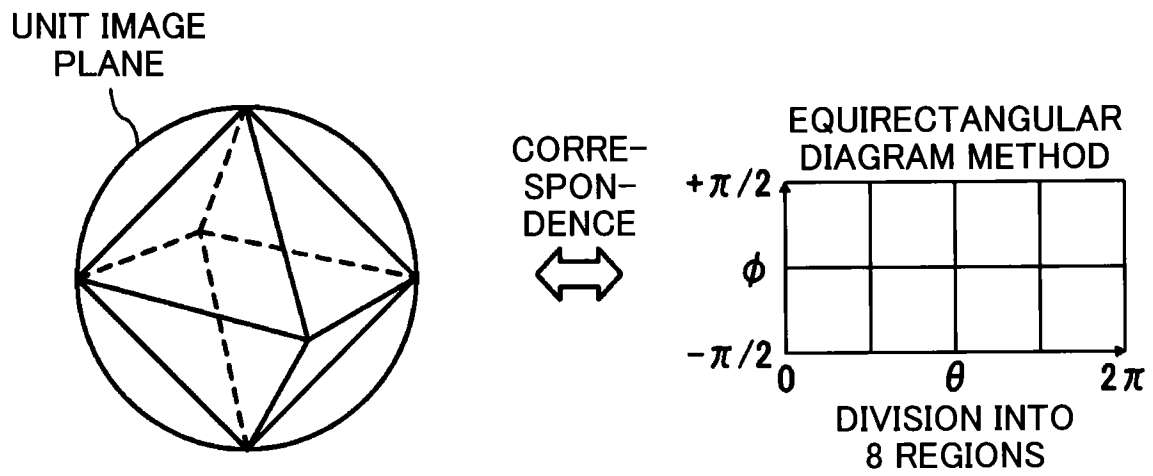 UNIT IMAGE
PLANE
CORRE-
SPON-
DENCE
EQUIRECTANGULAR
DIAGRAM METHOD
+π/2
ϕ
-π/2
0
θ
2π
DIVISION INTO
8 REGIONS